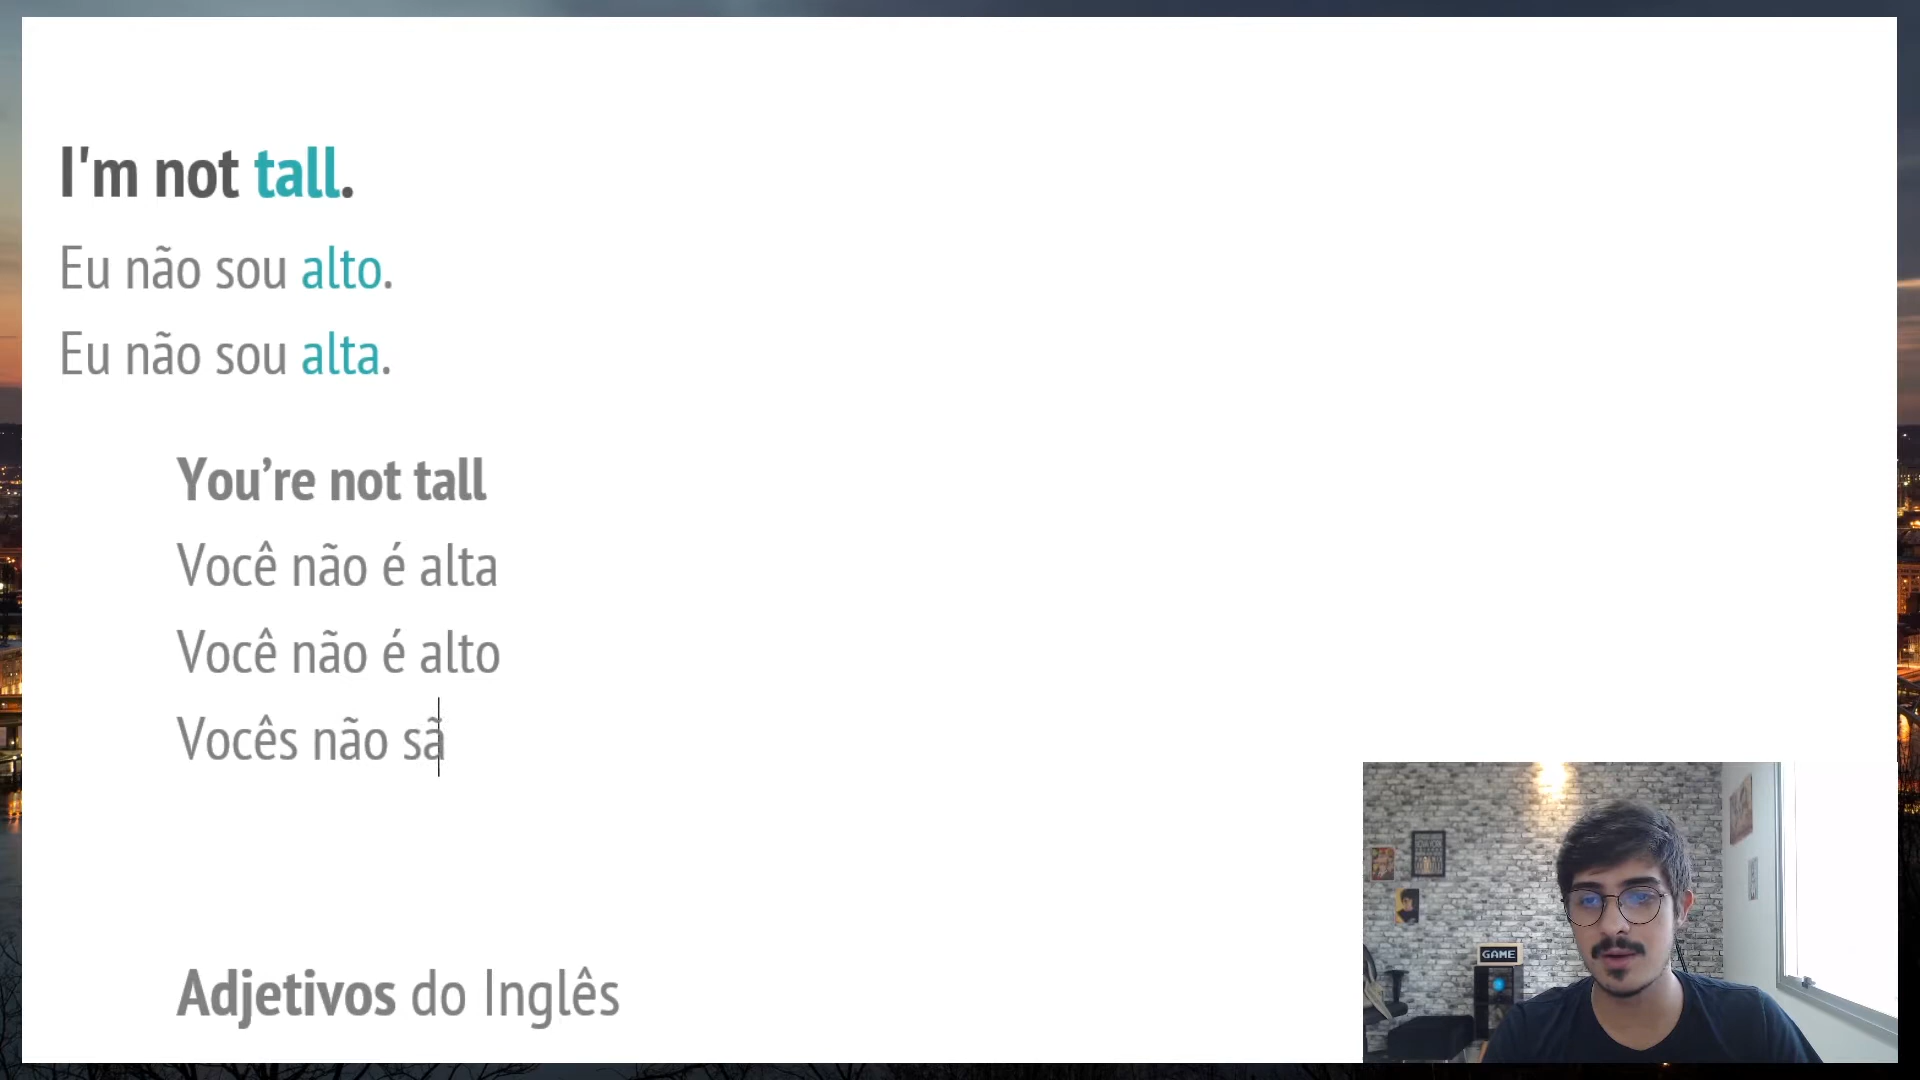 I'm not tall.
Eu não sou alto.
Eu não sou alta.
You’re not tall
Você não é alta
Você não é alto
Vocês não sã
Adjetivos do Inglês
GAME